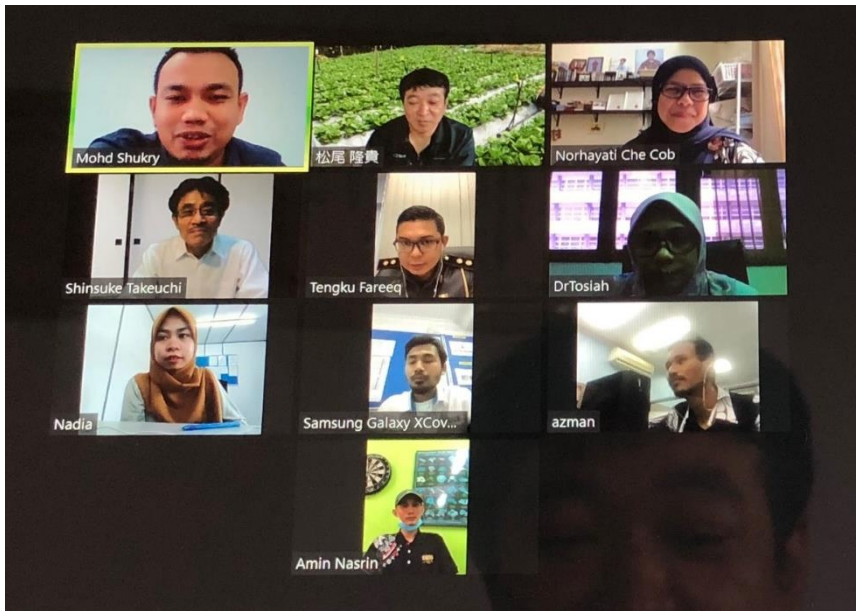 Mohd Shukry
松尾 隆貴
Norhayati Che Cob
Shinsuke Takeuchi
Tengku Fareeq
DrTosiah
Nadia
Samsung Galaxy XCov...
azman
Amin Nasrin